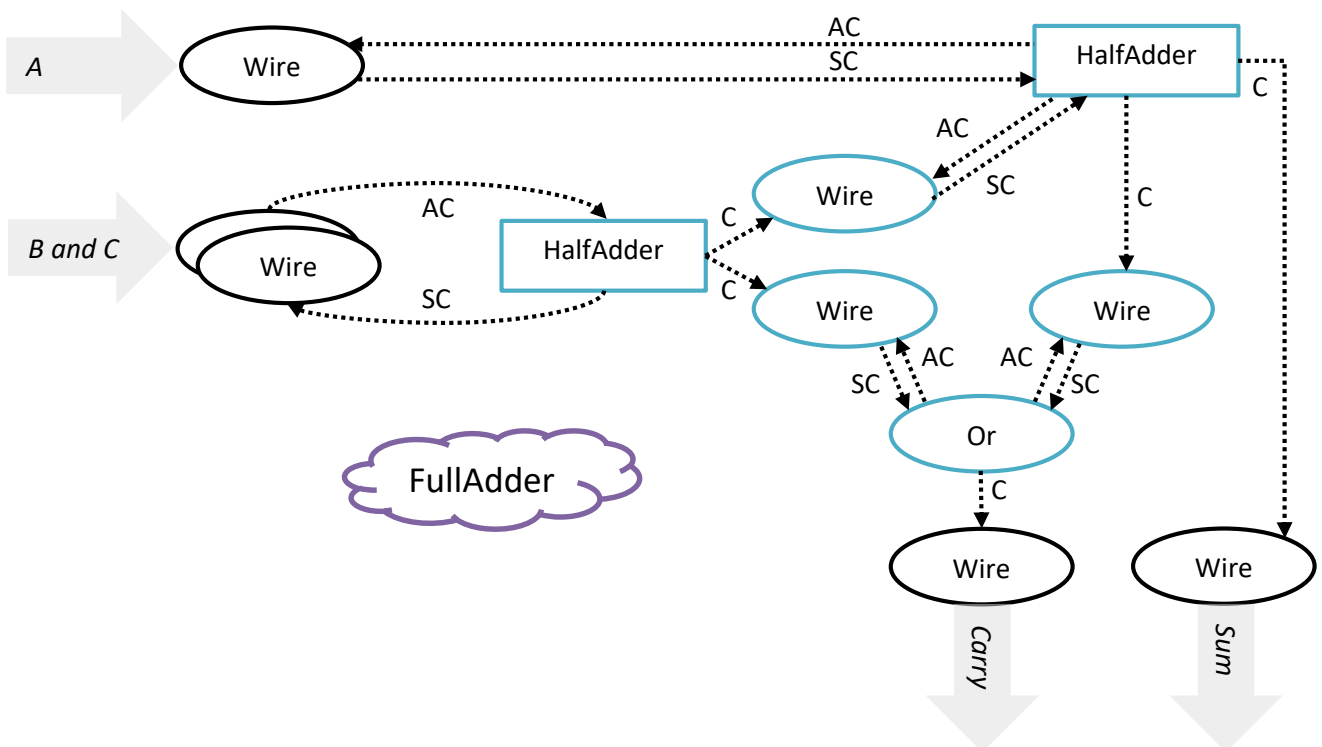 A
Wire
AC
SC
HalfAdder
C
AC
SC
Wire
C
B and C
AC
Wire
SC
HalfAdder
C
C
Wire
Wire
SC
AC
AC
SC
Or
FullAdder
C
Wire
Wire
Carry
Sum